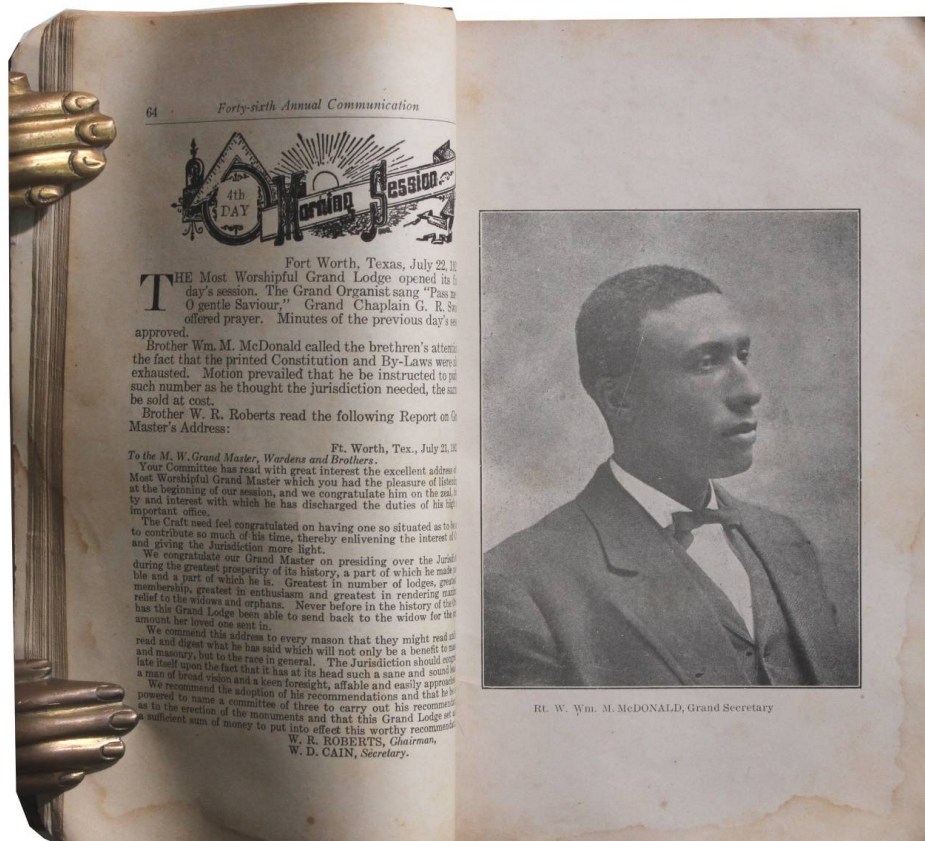 64
Forty-sixth Annual Communication
4th
DAY
Morning Session
Fort Worth, Texas, July 22,
THE Most Worshipful Grand Lodge opened its
day's session. The Grand Organist sang "Pass me
O gentle Saviour," Grand Chaplain G. R.
offered prayer. Minutes of the previous day's
approved.
Brother Wm. M. McDonald called the brethren's
the fact that the printed Constitution and By-Laws were
exhausted. Motion prevailed that he be instructed to
such number as he thought the jurisdiction needed, the
be sold at cost.
Brother W. R. Roberts read the following Report on
Master's Address:
Ft. Worth, Tex., July 21,
To the M. W. Grand Master, Wardens and Brothers.
Your Committee has read with great interest the excellent address
Most Worshipful Grand Master which you had the pleasure of
at the beginning of our session, and we congratulate him on the zeal,
ty and interest with which he has discharged the duties of his
important office.
The Craft need feel congratulated on having one so situated as to
to contribute so much of his time, thereby enlivening the interest of
and giving the Jurisdiction more light.
We congratulate our Grand Master on presiding over the
during the greatest prosperity of its history, a part of which he made
ble and a part of which he is. Greatest in number of lodges,
membership, greatest in enthusiasm and greatest in rendering
relief to the widows and orphans. Never before in the history of the
has this Grand Lodge been able to send back to the widow for the
amount her loved one sent in.
We commend this address to every mason that they might read
read and digest what he has said which will not only be a benefit to
and masonry, but to the race in general. The Jurisdiction should
late itself upon the fact that it has at its head such a sane and sound
a man of broad vision and a keen foresight, affable and easily
We recommend the adoption of his recommendations and that he
powered to name a committee of three to carry out his
as to the erection of the monuments and that this Grand Lodge set
a sufficient sum of money to put into effect this worthy
W. R. ROBERTS, Ghairman,
W. D. CAIN, Secretary.
Rt. W. Wm. M. McDONALD, Grand Secretary